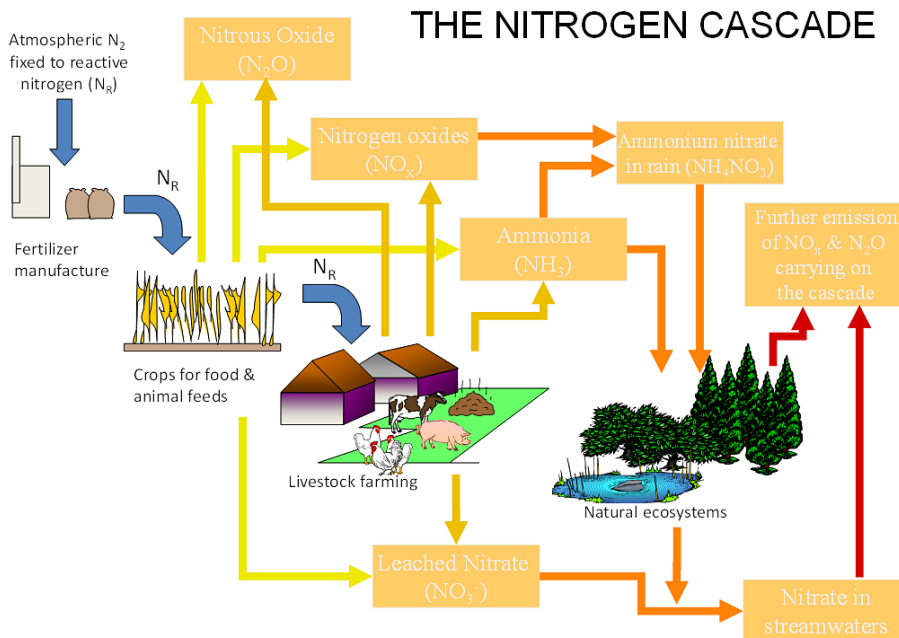 THE NITROGEN CASCADE
Atmospheric N₂
fixed to reactive
nitrogen (Nᵣ)
Nitrous Oxide
(N₂O)
Nitrogen oxides
(NOₓ)
Ammonium nitrate
in rain (NH₄NO₃)
Nᵣ
Fertilizer
manufacture
Ammonia
(NH₃)
Further emission
of NOₓ & N₂O
carrying on
the cascade
Nᵣ
Crops for food &
animal feeds
Livestock farming
Natural ecosystems
Leached Nitrate
(NO₃⁻)
Nitrate in
streamwaters